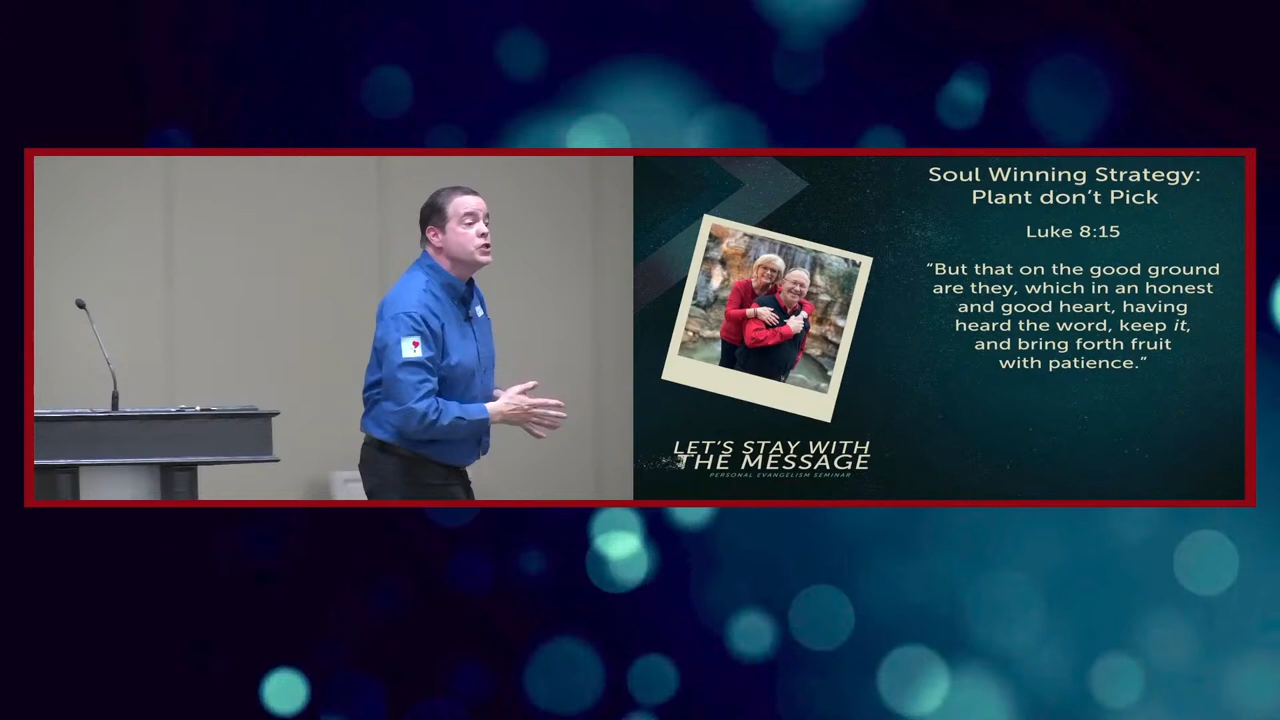 Soul Winning Strategy:
Plant don't Pick
Luke 8:15
“But that on the good ground
are they, which in an honest
and good heart, having
heard the word, keep it,
and bring forth fruit
with patience.”
LET'S STAY WITH
THE MESSAGE
PERSONAL EVANGELISM SEMINAR